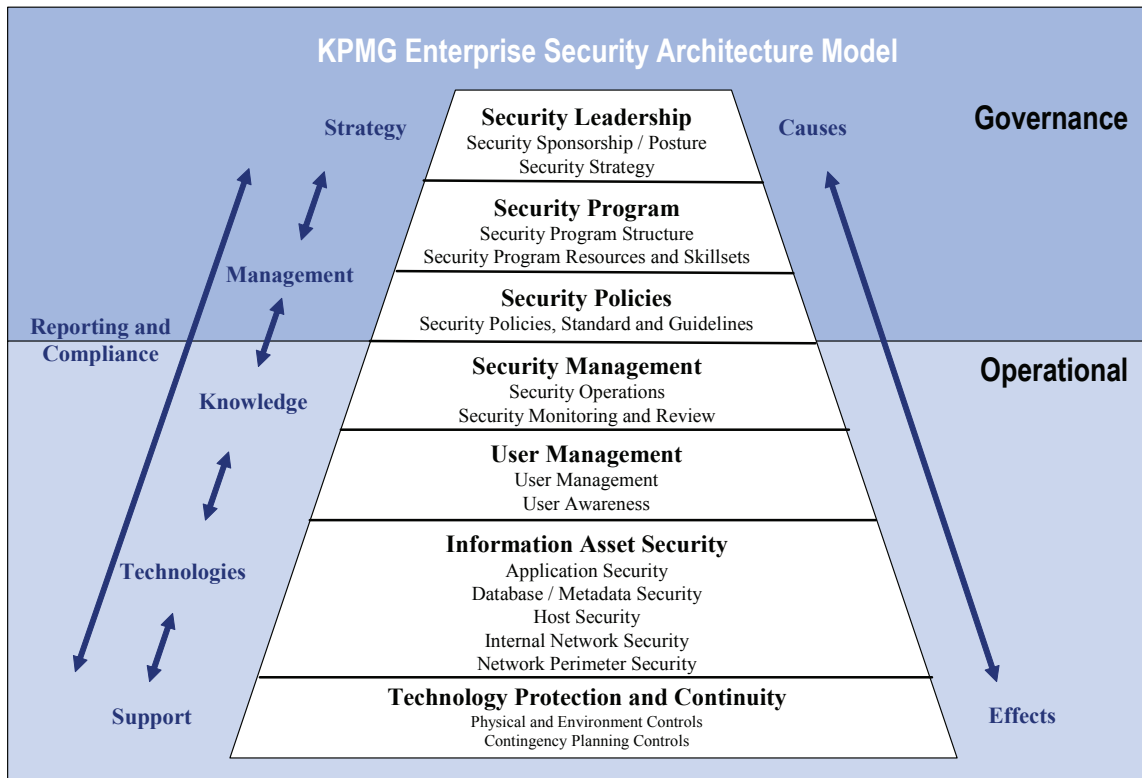 KPMG Enterprise Security Architecture Model
Governance
Strategy
Causes
Security Leadership
Security Sponsorship / Posture
Security Strategy
Security Program
Security Program Structure
Security Program Resources and Skillsets
Management
Security Policies
Security Policies, Standard and Guidelines
Reporting and
Compliance
Operational
Security Management
Security Operations
Security Monitoring and Review
Knowledge
User Management
User Management
User Awareness
Information Asset Security
Application Security
Database / Metadata Security
Host Security
Internal Network Security
Network Perimeter Security
Technologies
Technology Protection and Continuity
Physical and Environment Controls
Contingency Planning Controls
Support
Effects